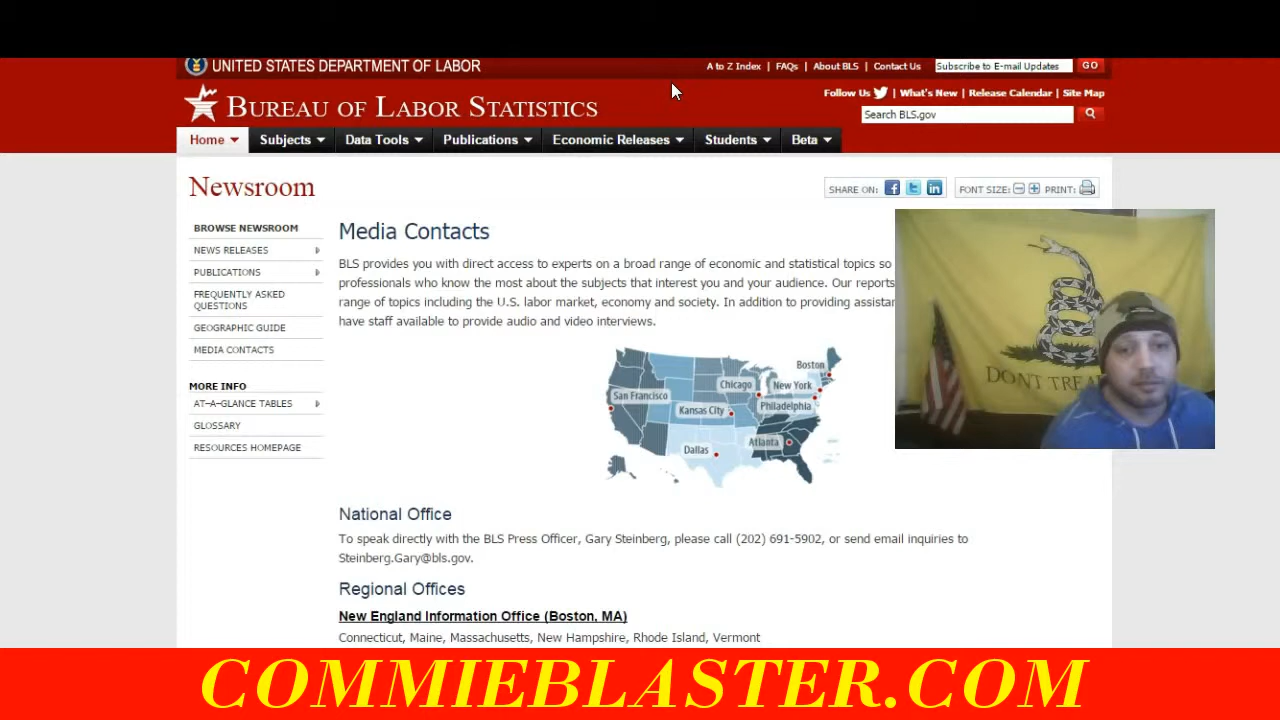 UNITED STATES DEPARTMENT OF LABOR
A to Z Index | FAQs | About BLS | Contact Us
Subscribe to E-mail Updates
GO
BUREAU OF LABOR STATISTICS
Follow Us | What's New | Release Calendar | Site Map
Search BLS.gov
Home
Subjects
Data Tools
Publications
Economic Releases
Students
Beta
Newsroom
SHARE ON:
FONT SIZE:
PRINT:
BROWSE NEWSROOM
NEWS RELEASES
PUBLICATIONS
FREQUENTLY ASKED
QUESTIONS
GEOGRAPHIC GUIDE
MEDIA CONTACTS
MORE INFO
AT-A-GLANCE TABLES
GLOSSARY
RESOURCES HOMEPAGE
Media Contacts
BLS provides you with direct access to experts on a broad range of economic and statistical topics so
professionals who know the most about the subjects that interest you and your audience. Our reports
range of topics including the U.S. labor market, economy and society. In addition to providing
have staff available to provide audio and video interviews.
Boston
Chicago
New York
San Francisco
Kansas City
Philadelphia
Atlanta
Dallas
National Office
To speak directly with the BLS Press Officer, Gary Steinberg, please call (202) 691-5902, or send email inquiries to
Steinberg.Gary@bls.gov.
Regional Offices
New England Information Office (Boston, MA)
Connecticut, Maine, Massachusetts, New Hampshire, Rhode Island, Vermont
DONT TREA
COMMIEBLASTER.COM